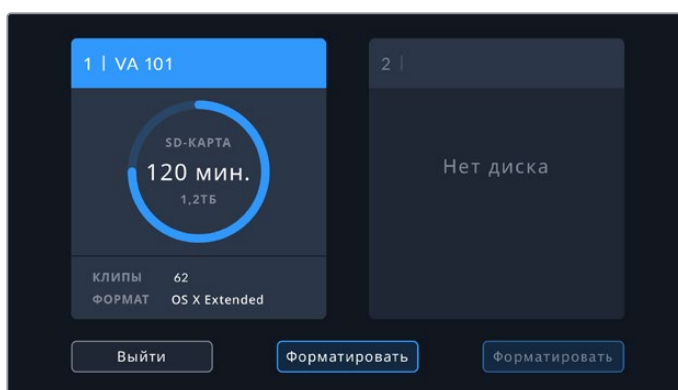 1 | VA 101
SD-КАРТА
120 мин.
1,2ТБ
КЛИПЫ 62
ФОРМАТ OS X Extended
2 |
Нет диска
Выйти
Форматировать
Форматировать